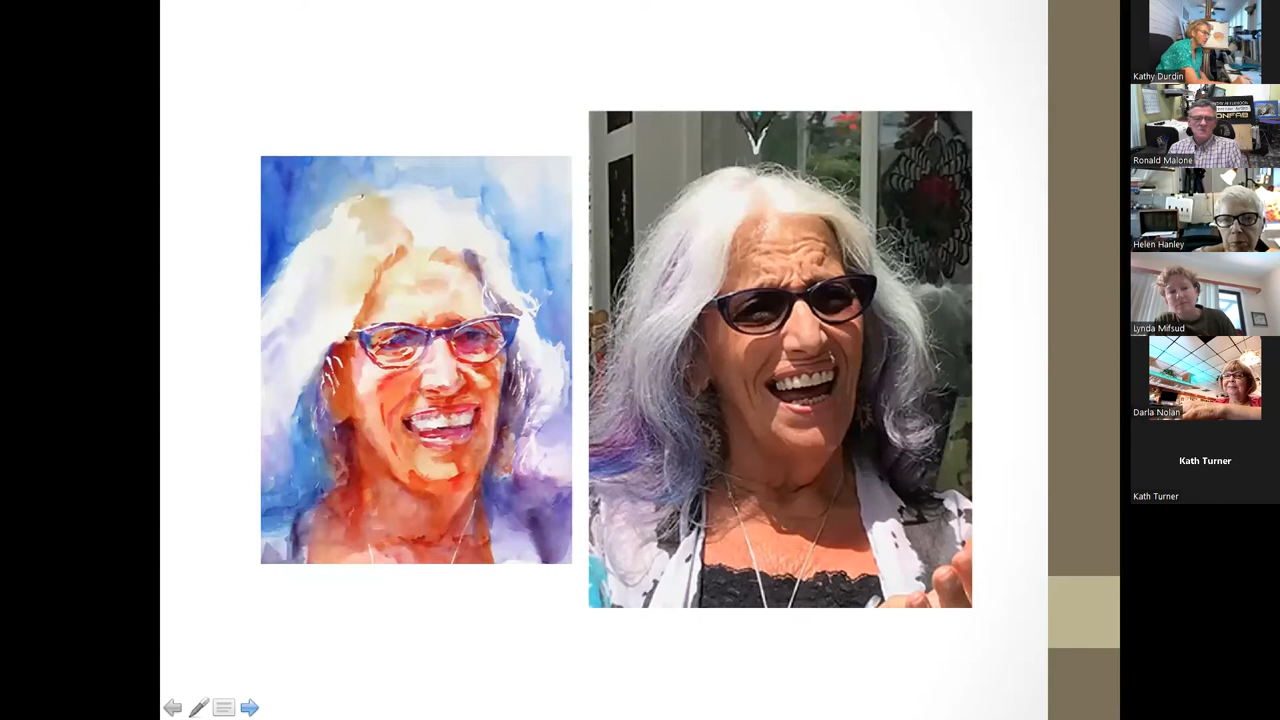 Kathy Durdin
Ronald Malone
Helen Hanley
Lynda Mifsud
Darla Nolan
Kath Turner
Kath Turner